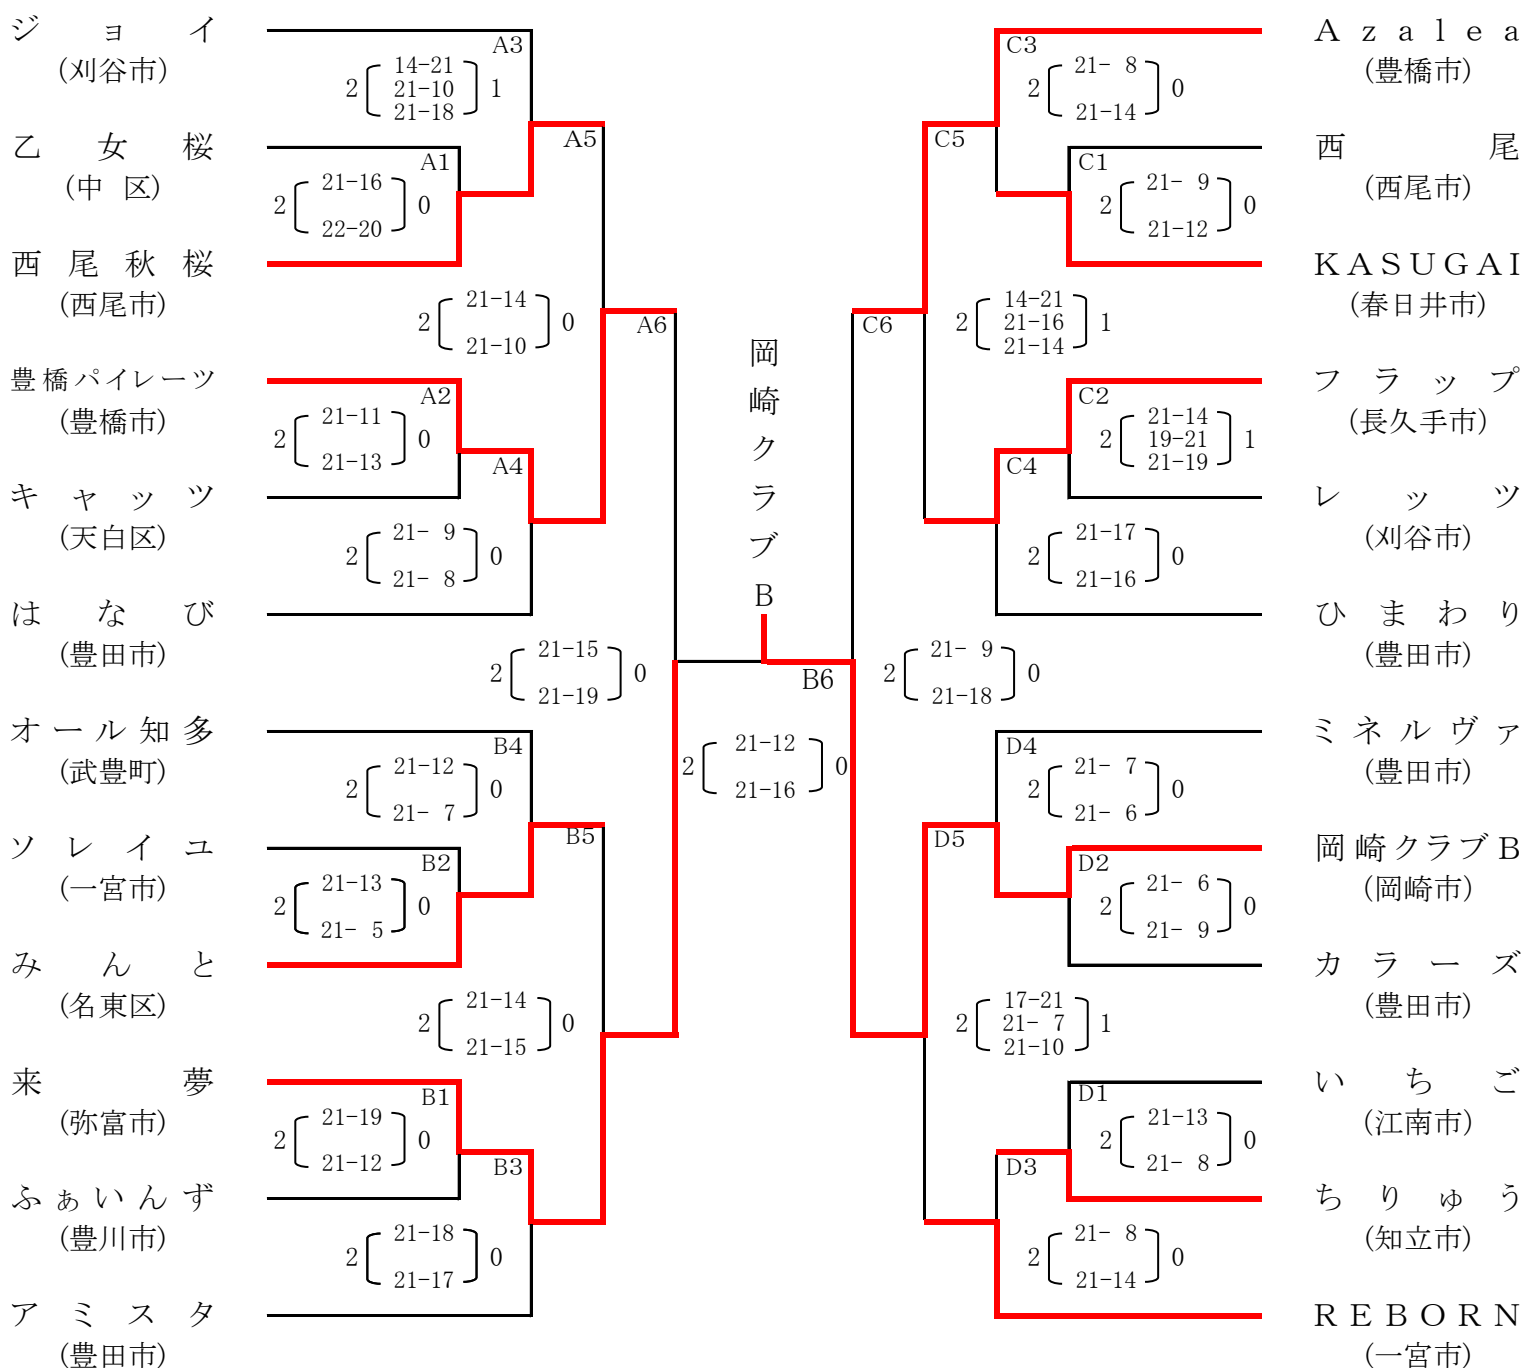 ジョイ
(刈谷市)
A3
14-21
2 21-10 1
21-18
乙女桜
(中 区)
A1
21-16
2 0
22-20
A5
西尾秋桜
(西尾市)
21-14
2 0
21-10
A6
豊橋パイレーツ
(豊橋市)
A2
21-11
2 0
21-13
A4
キャッツ
(天白区)
21- 9
2 0
21- 8
はなび
(豊田市)
21-15
2 0
21-19
オール知多
(武豊町)
B4
21-12
2 0
21- 7
B5
ソレイユ
(一宮市)
B2
21-13
2 0
21- 5
みんと
(名東区)
21-14
2 0
21-15
来夢
(弥富市)
B1
21-19
2 0
21-12
B3
ふぁいんず
(豊川市)
21-18
2 0
21-17
アミスタ
(豊田市)
岡崎クラブB
B6
21-12
2 0
21-16
Azalea
(豊橋市)
C3
21- 8
2 0
21-14
C5
西尾
(西尾市)
C1
21- 9
2 0
21-12
KASUGAI
(春日井市)
14-21
2 21-16 1
21-14
C6
フラップ
(長久手市)
C2
21-14
2 19-21 1
21-19
C4
レッツ
(刈谷市)
21-17
2 0
21-16
ひまわり
(豊田市)
21- 9
2 0
21-18
ミネルヴァ
(豊田市)
D4
21- 7
2 0
21- 6
D5
岡崎クラブB
(岡崎市)
D2
21- 6
2 0
21- 9
カラーズ
(豊田市)
17-21
2 21- 7 1
21-10
いちご
(江南市)
D1
21-13
2 0
21- 8
D3
ちりゅう
(知立市)
21- 8
2 0
21-14
REBORN
(一宮市)